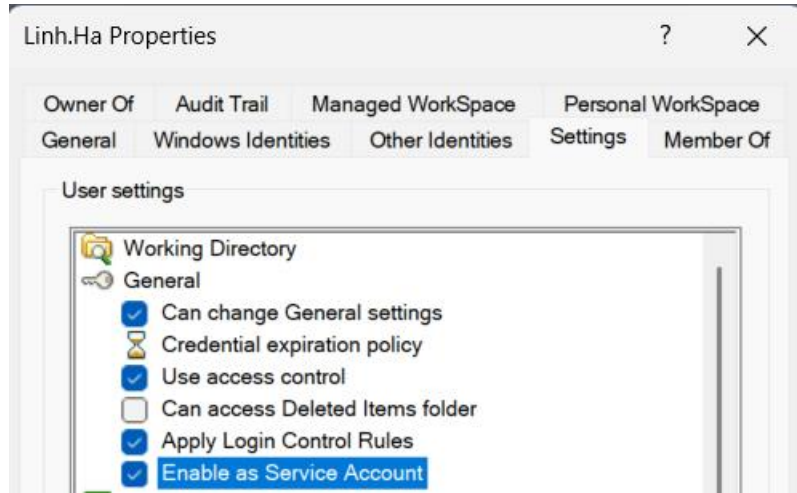 Linh.Ha Properties ? X
Owner Of Audit Trail Managed WorkSpace Personal WorkSpace
General Windows Identities Other Identities Settings Member Of
User settings
Working Directory
General
Can change General settings
Credential expiration policy
Use access control
Can access Deleted Items folder
Apply Login Control Rules
Enable as Service Account